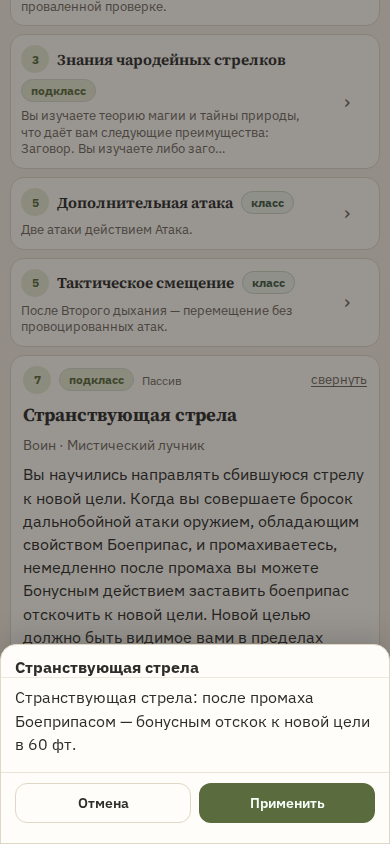 проваленной проверке.
3 Знания чародейных стрелков
подкласс
Вы изучаете теорию магии и тайны природы,
что даёт вам следующие преимущества:
Заговор. Вы изучаете либо заго...
5 Дополнительная атака класс
Две атаки действием Атака.
5 Тактическое смещение класс
После Второго дыхания — перемещение без
провоцированных атак.
7 подкласс Пассив свернуть
Странствующая стрела
Воин · Мистический лучник
Вы научились направлять сбившуюся стрелу
к новой цели. Когда вы совершаете бросок
дальнобойной атаки оружием, обладающим
свойством Боеприпас, и промахиваетесь,
немедленно после промаха вы можете
Бонусным действием заставить боеприпас
отскочить к новой цели. Новой целью
должно быть видимое вами в пределах
Странствующая стрела
Странствующая стрела: после промаха
Боеприпасом — бонусным отскок к новой цели
в 60 фт.
Отмена Применить